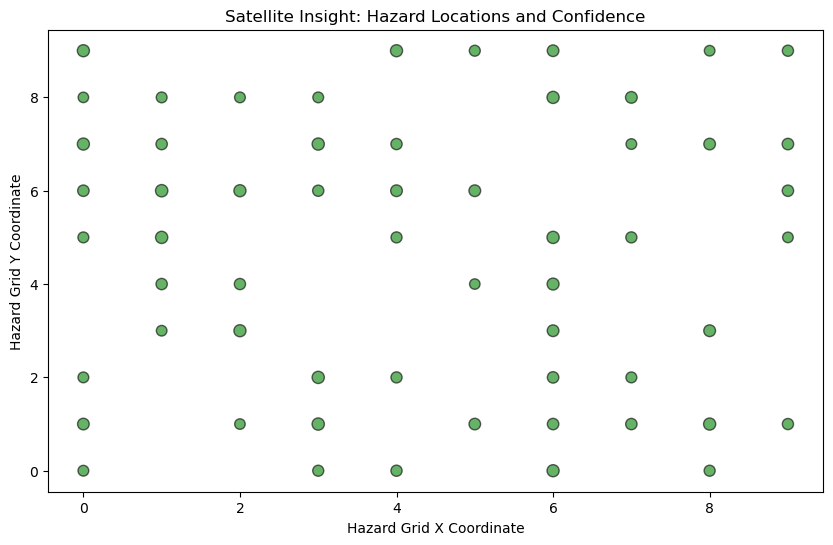 Satellite Insight: Hazard Locations and Confidence
Hazard Grid Y Coordinate
8
6
4
2
0
0 2 4 6 8
Hazard Grid X Coordinate